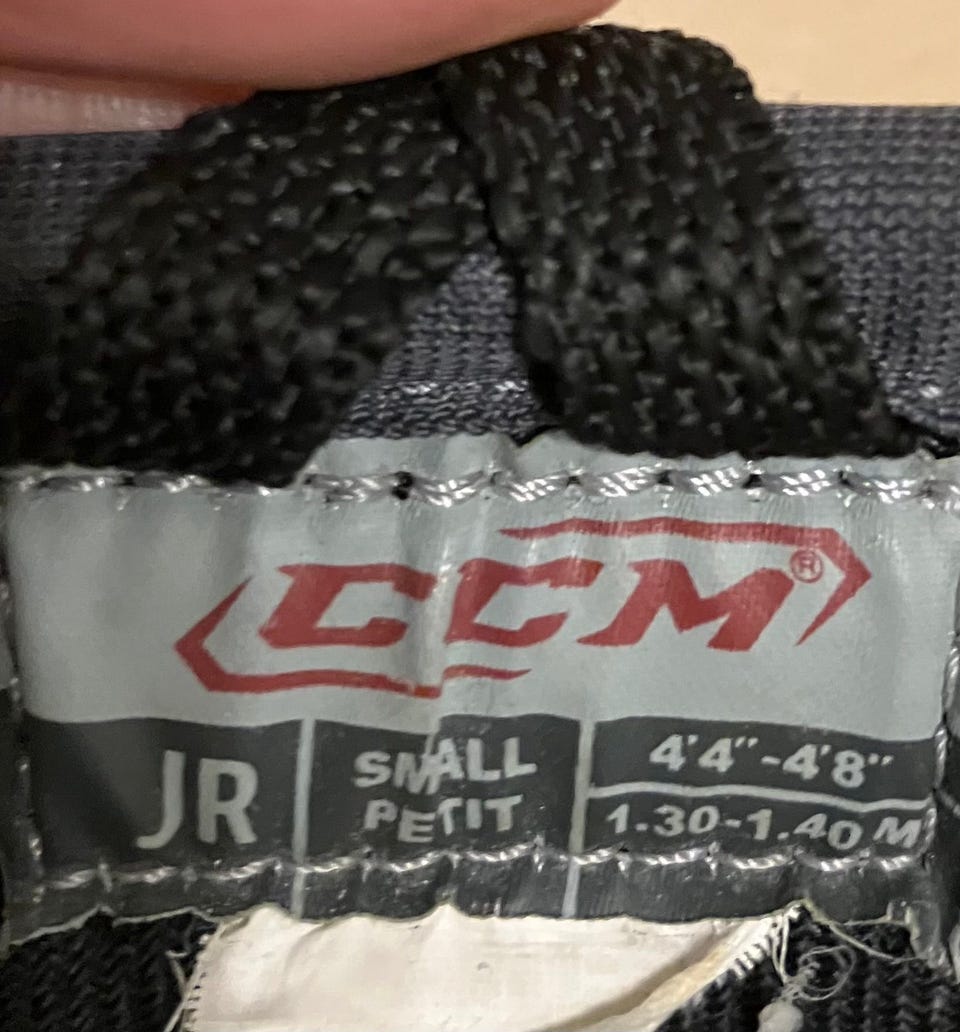 CCM®
JR
SMALL
PETIT
4'4"-4'8"
1.30-1.40 M